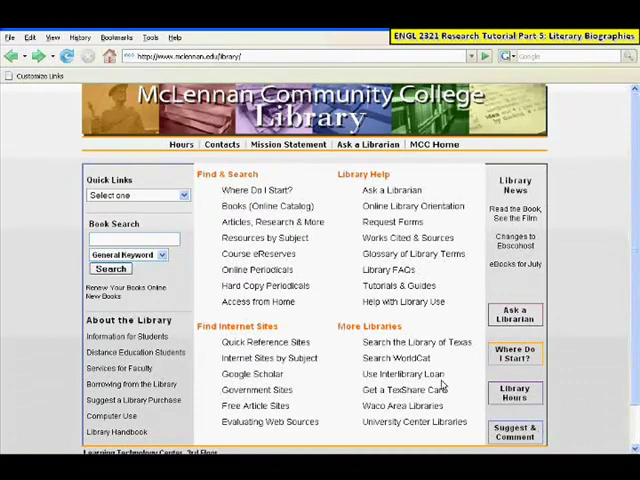 ENGL 2321 Research Tutorial Part 5: Literary Biographies
File Edit View History Bookmarks Tools Help
http://www.mclennan.edu/library/
Google
Customize Links
McLennan Community College
Library
Hours | Contacts | Mission Statement | Ask a Librarian | MCC Home
Quick Links
Select one
Book Search
General Keyword
Search
Renew Your Books Online
New Books
About the Library
Information for Students
Distance Education Students
Services for Faculty
Borrowing from the Library
Suggest a Library Purchase
Computer Use
Library Handbook
Find & Search
Where Do I Start?
Books (Online Catalog)
Articles, Research & More
Resources by Subject
Course eReserves
Online Periodicals
Hard Copy Periodicals
Access from Home
Find Internet Sites
Quick Reference Sites
Internet Sites by Subject
Google Scholar
Government Sites
Free Article Sites
Evaluating Web Sources
Library Help
Ask a Librarian
Online Library Orientation
Request Forms
Works Cited & Sources
Glossary of Library Terms
Library FAQs
Tutorials & Guides
Help with Library Use
More Libraries
Search the Library of Texas
Search WorldCat
Use Interlibrary Loan
Get a TexShare Card
Waco Area Libraries
University Center Libraries
Library
News
Read the Book,
See the Film
Changes to
Ebscohost
eBooks for July
Ask a
Librarian
Where Do
I Start?
Library
Hours
Suggest &
Comment
Learning Technology Center, 3rd Floor